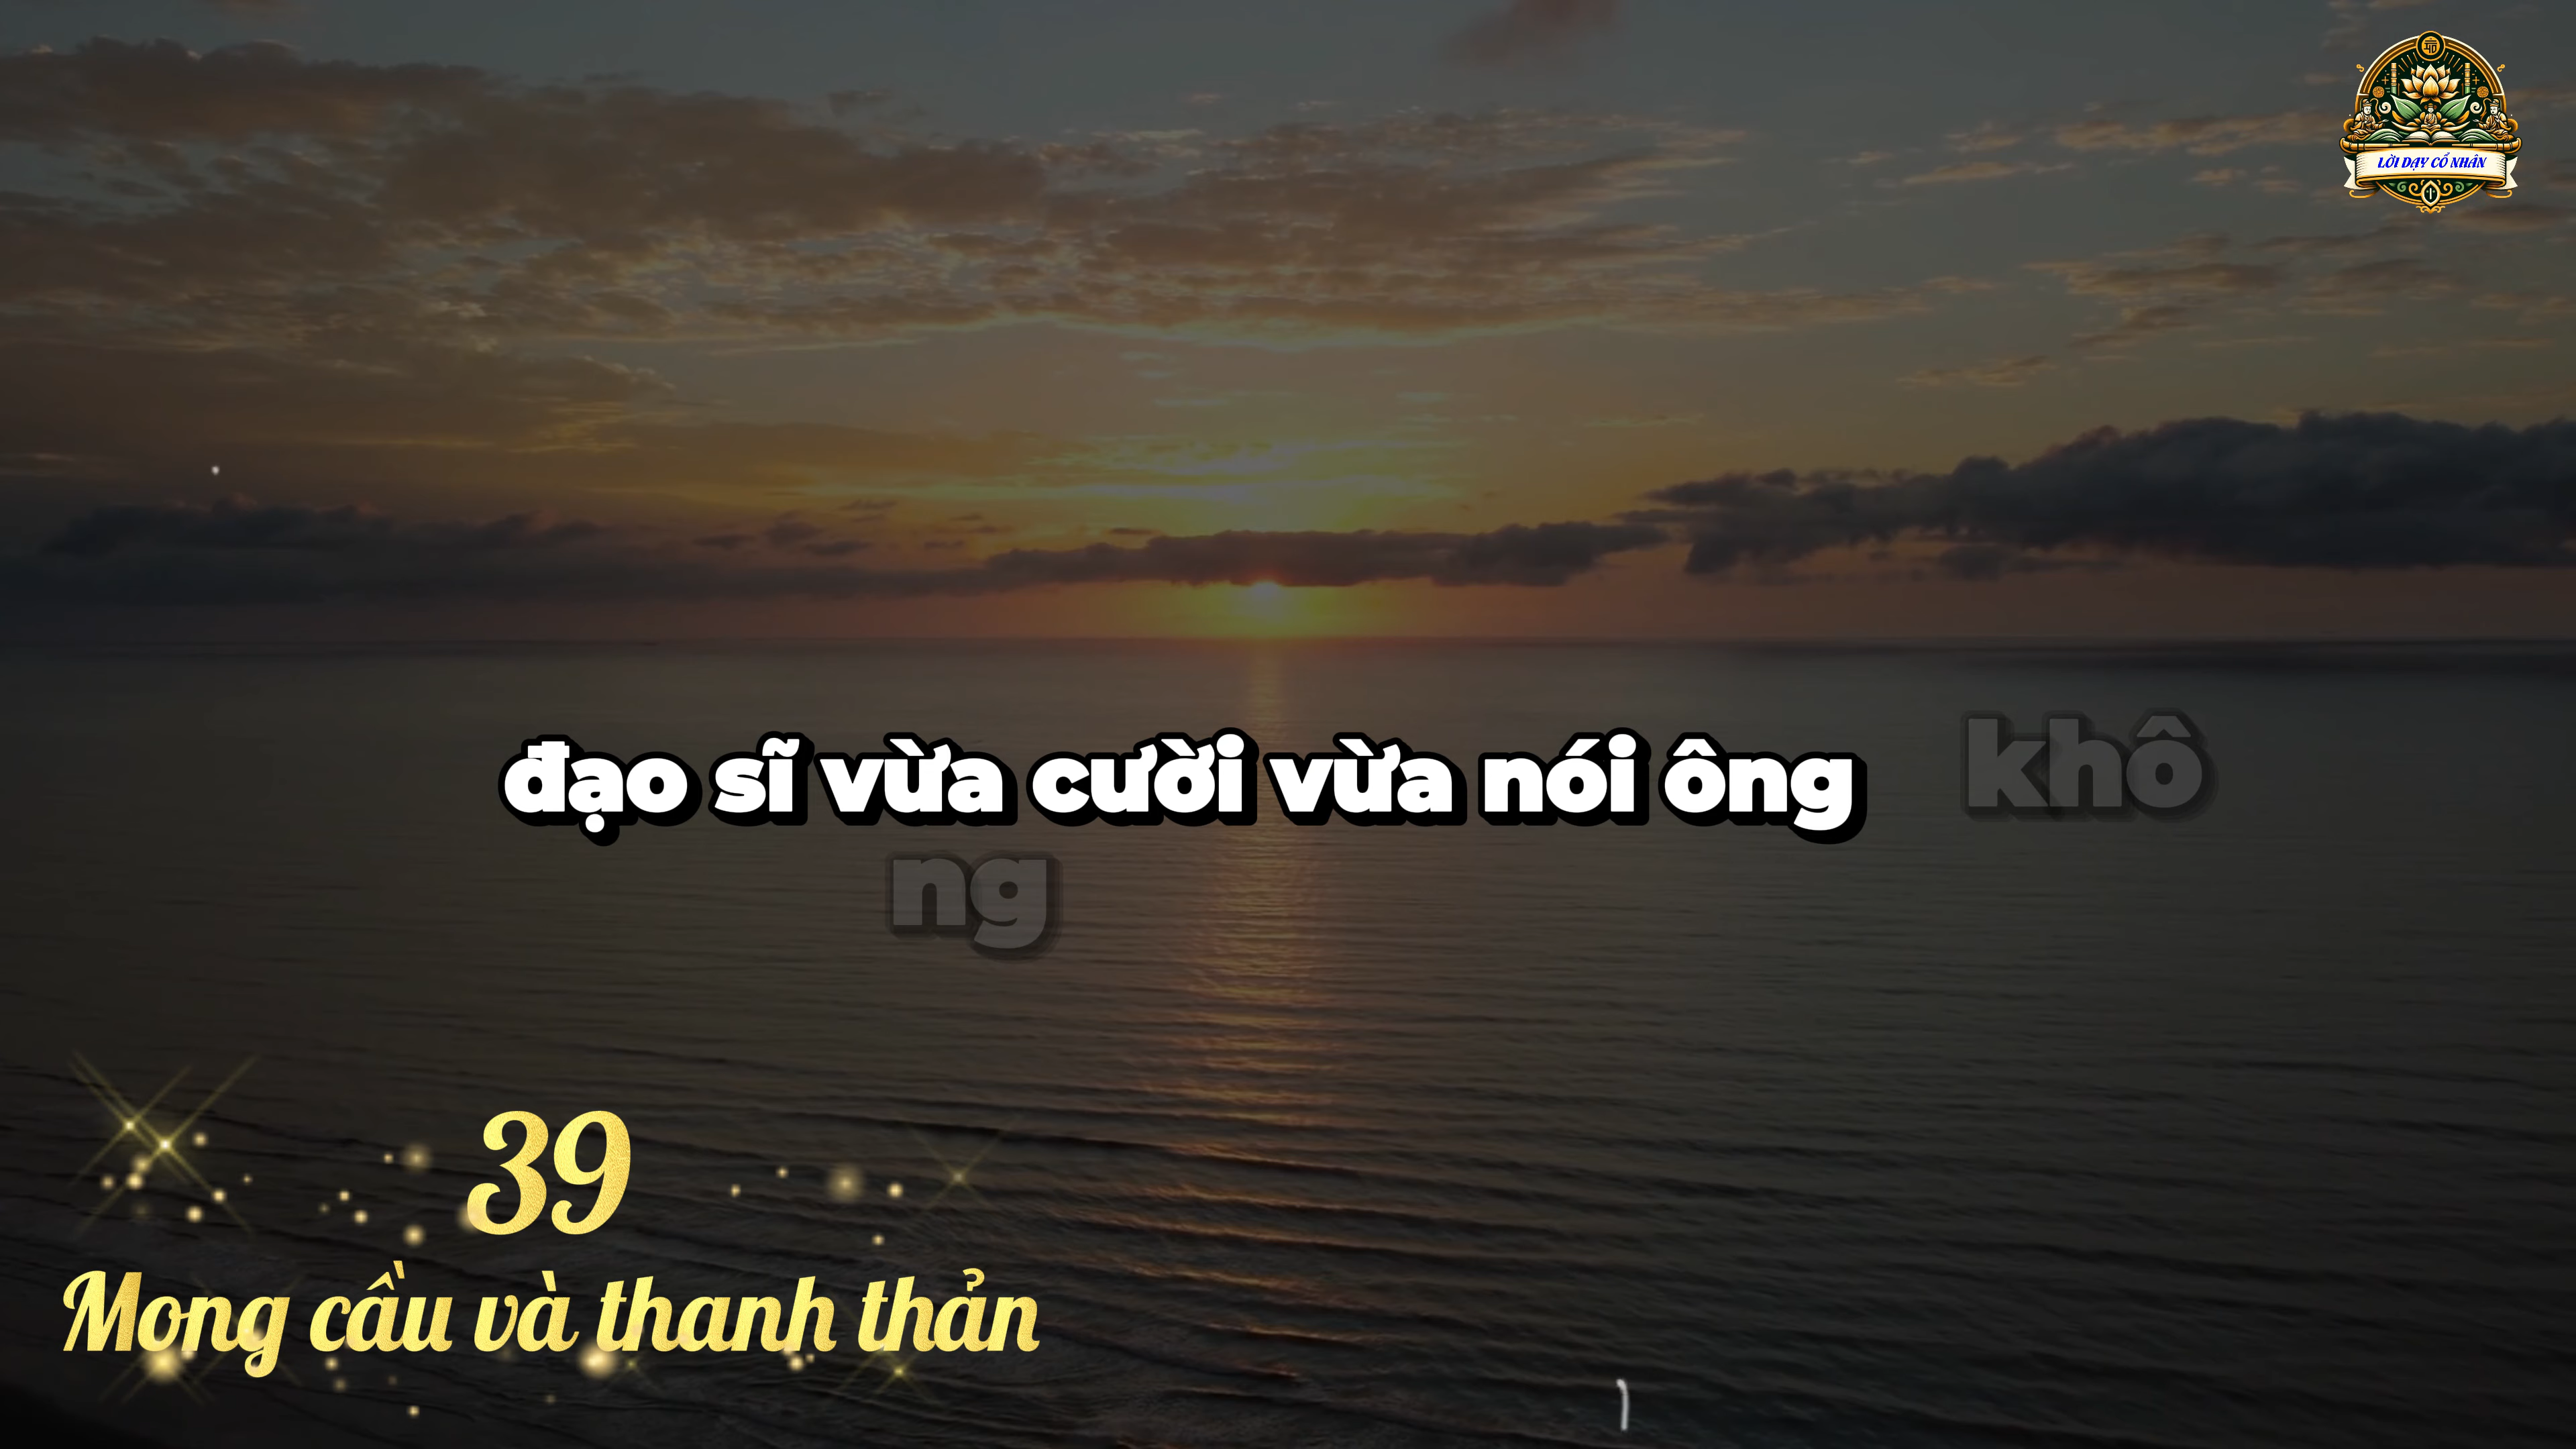 LỜI DẠY CỔ NHÂN
đạo sĩ vừa cười vừa nói ông khô
ng
39
Mong cầu và thanh thản